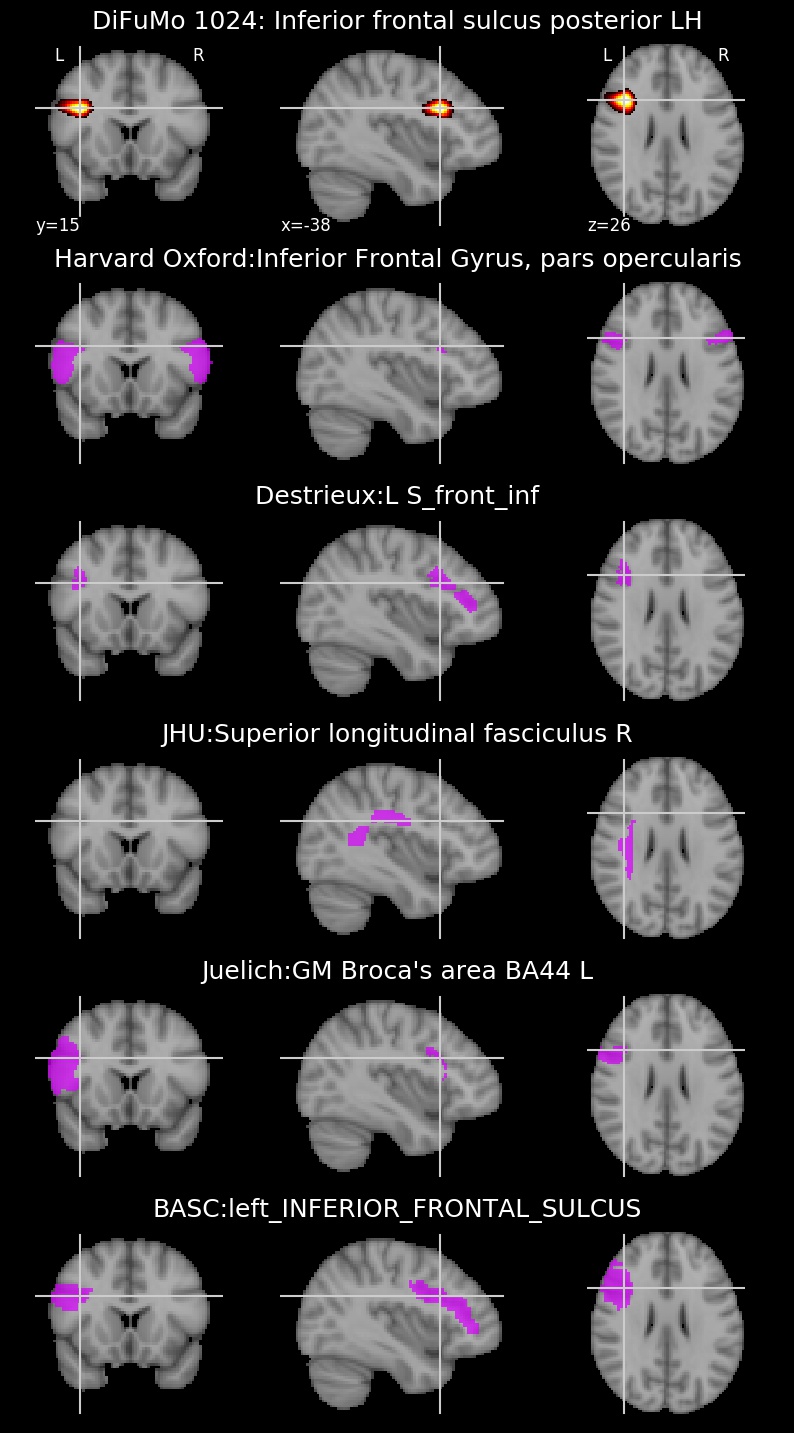 DiFuMo 1024: Inferior frontal sulcus posterior LH
L R L R
y=15 x=-38 z=26
Harvard Oxford:Inferior Frontal Gyrus, pars opercularis
Destrieux:L S_front_inf
JHU:Superior longitudinal fasciculus R
Juelich:GM Broca's area BA44 L
BASC:left_INFERIOR_FRONTAL_SULCUS